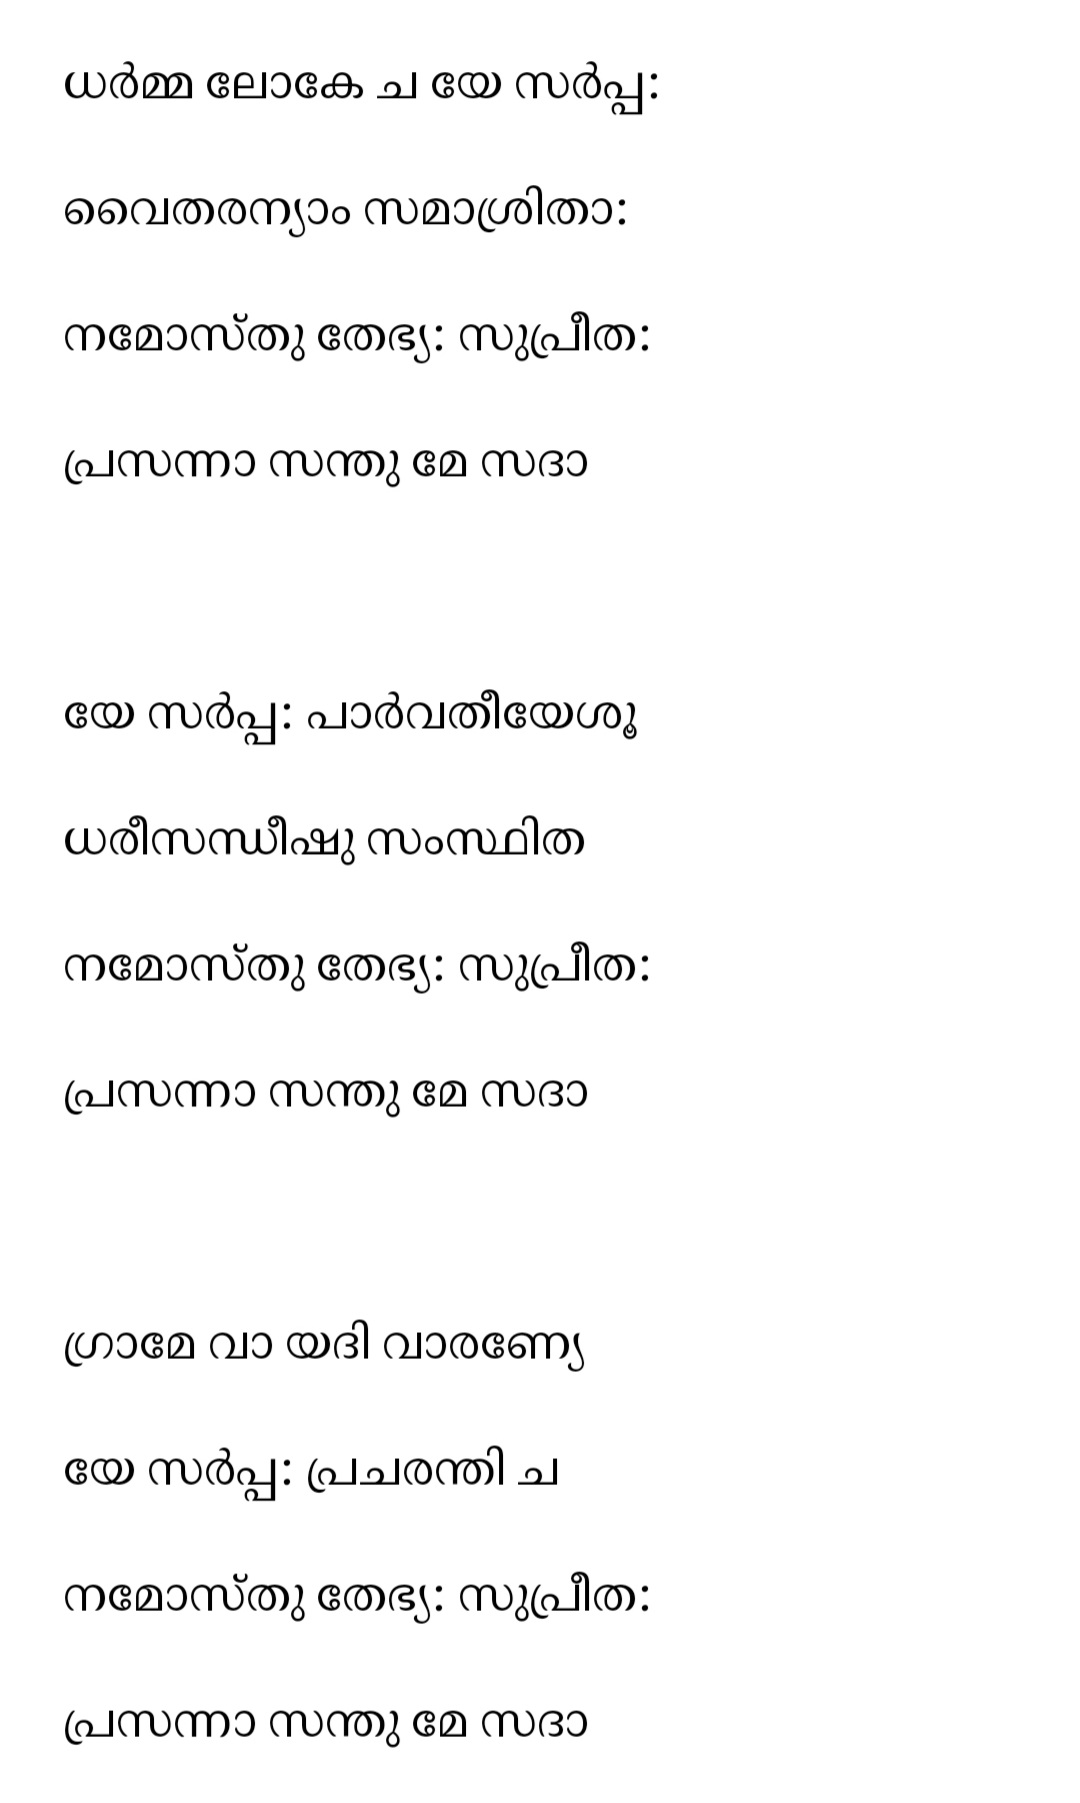 ധർമ്മ ലോകേ ച യേ സർപ്പ:
വൈതരന്യാം സമാശ്രിതാ:
നമോസ്തു തേഭ്യ: സുപ്രീത:
പ്രസന്നാ സന്തു മേ സദാ
യേ സർപ്പ: പാർവതീയേശൂ
ധരീസന്ധീഷു സംസ്ഥിത
നമോസ്തു തേഭ്യ: സുപ്രീത:
പ്രസന്നാ സന്തു മേ സദാ
ഗ്രാമേ വാ യദി വാരണ്യേ
യേ സർപ്പ: പ്രചരന്തി ച
നമോസ്തു തേഭ്യ: സുപ്രീത:
പ്രസന്നാ സന്തു മേ സദാ